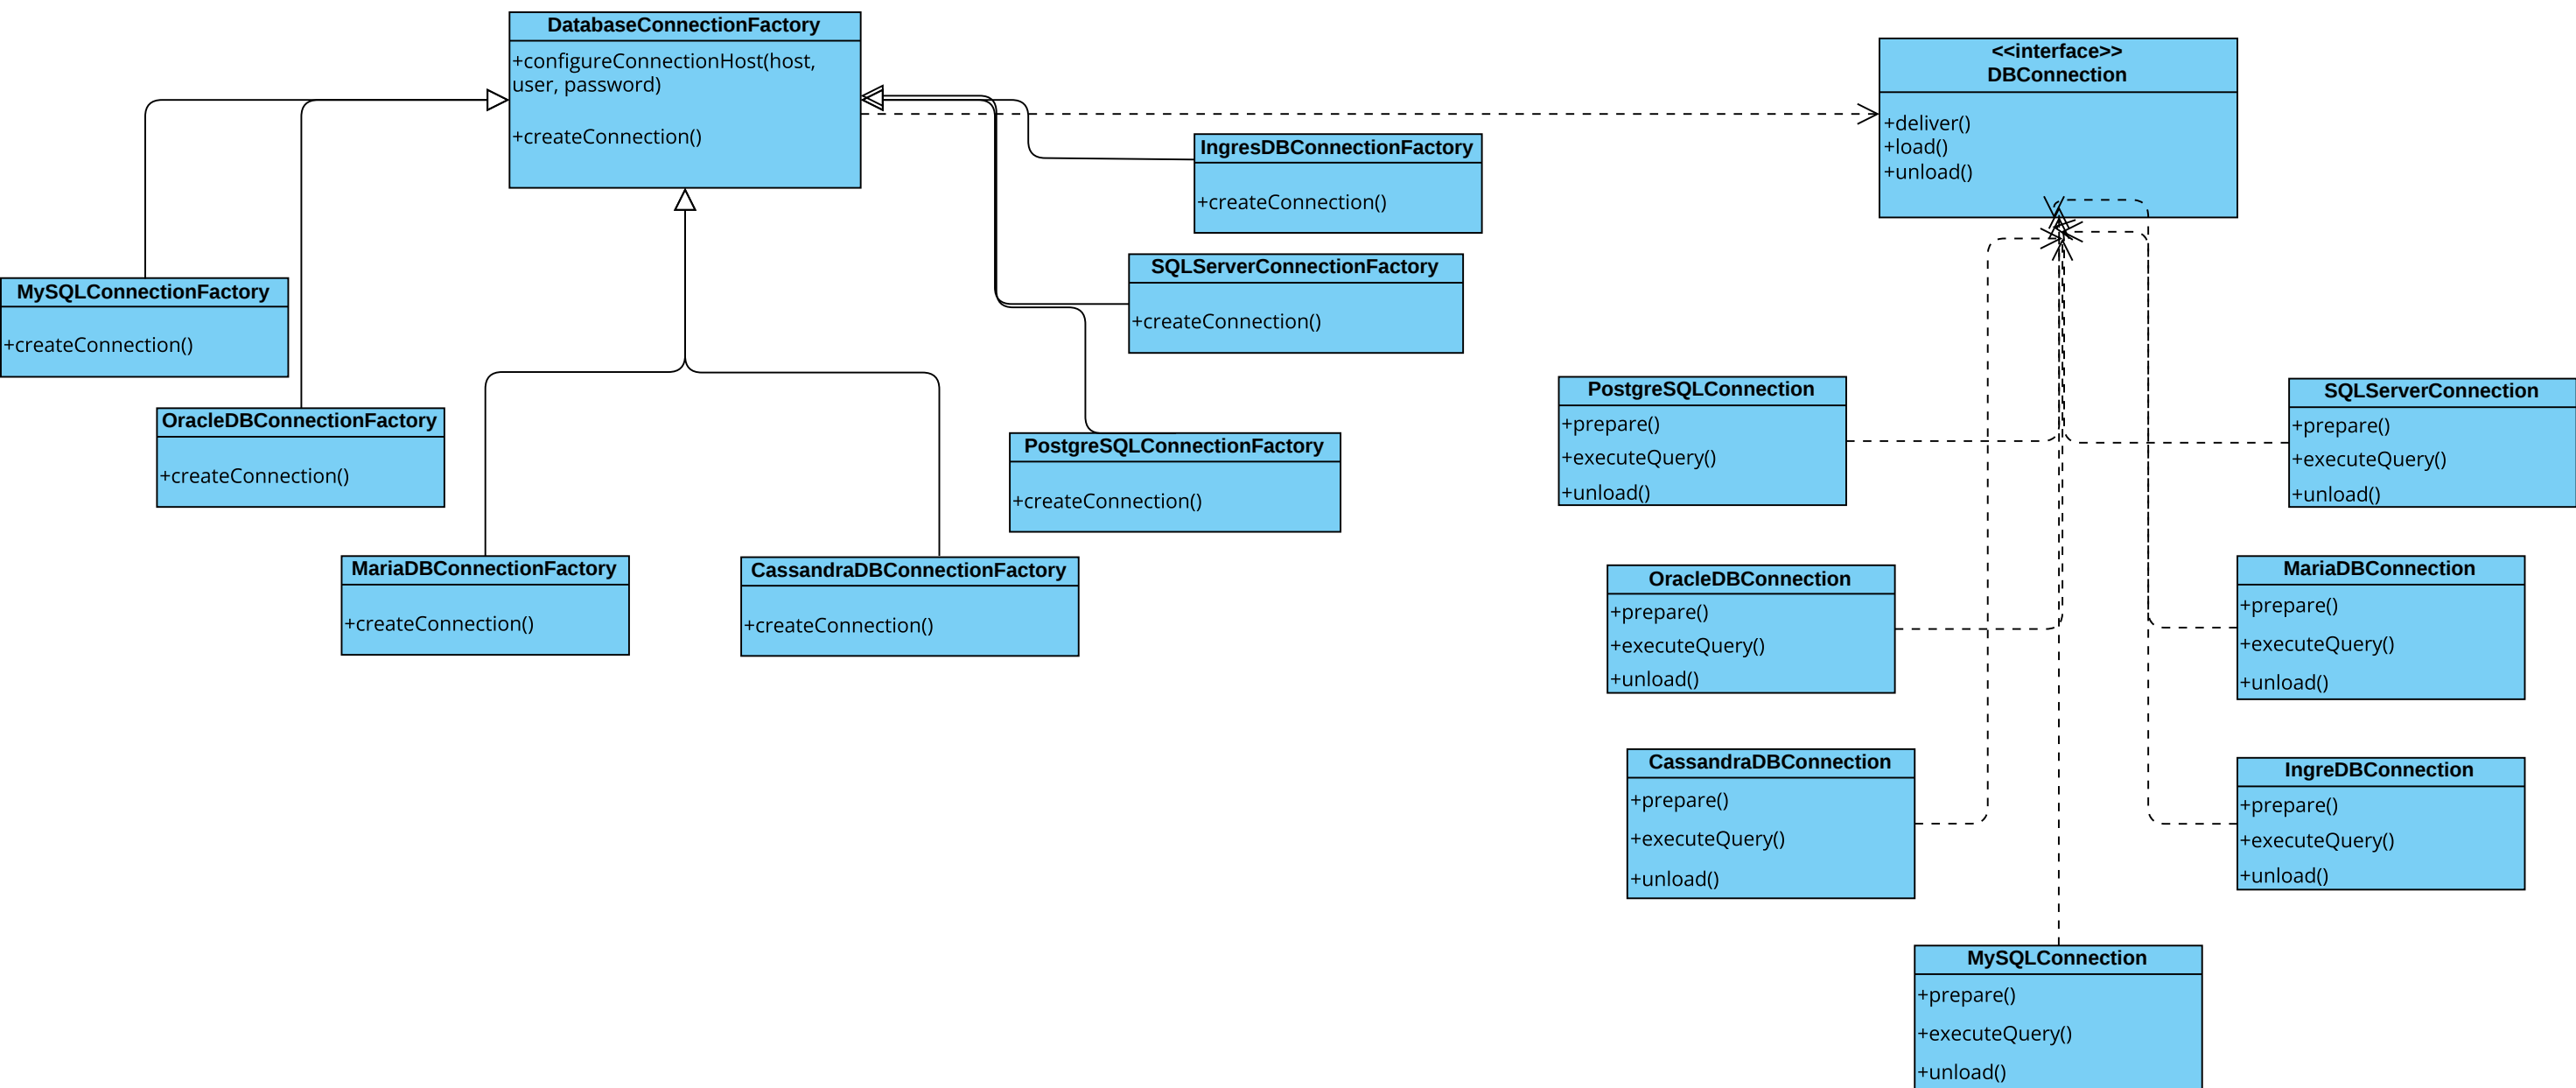 DatabaseConnectionFactory
+configureConnectionHost(host,
user, password)
+createConnection()
<<interface>>
DBConnection
+deliver()
+load()
+unload()
IngresDBConnectionFactory
+createConnection()
SQLServerConnectionFactory
+createConnection()
MySQLConnectionFactory
+createConnection()
OracleDBConnectionFactory
+createConnection()
PostgreSQLConnectionFactory
+createConnection()
MariaDBConnectionFactory
+createConnection()
CassandraDBConnectionFactory
+createConnection()
PostgreSQLConnection
+prepare()
+executeQuery()
+unload()
SQLServerConnection
+prepare()
+executeQuery()
+unload()
OracleDBConnection
+prepare()
+executeQuery()
+unload()
MariaDBConnection
+prepare()
+executeQuery()
+unload()
CassandraDBConnection
+prepare()
+executeQuery()
+unload()
IngreDBConnection
+prepare()
+executeQuery()
+unload()
MySQLConnection
+prepare()
+executeQuery()
+unload()